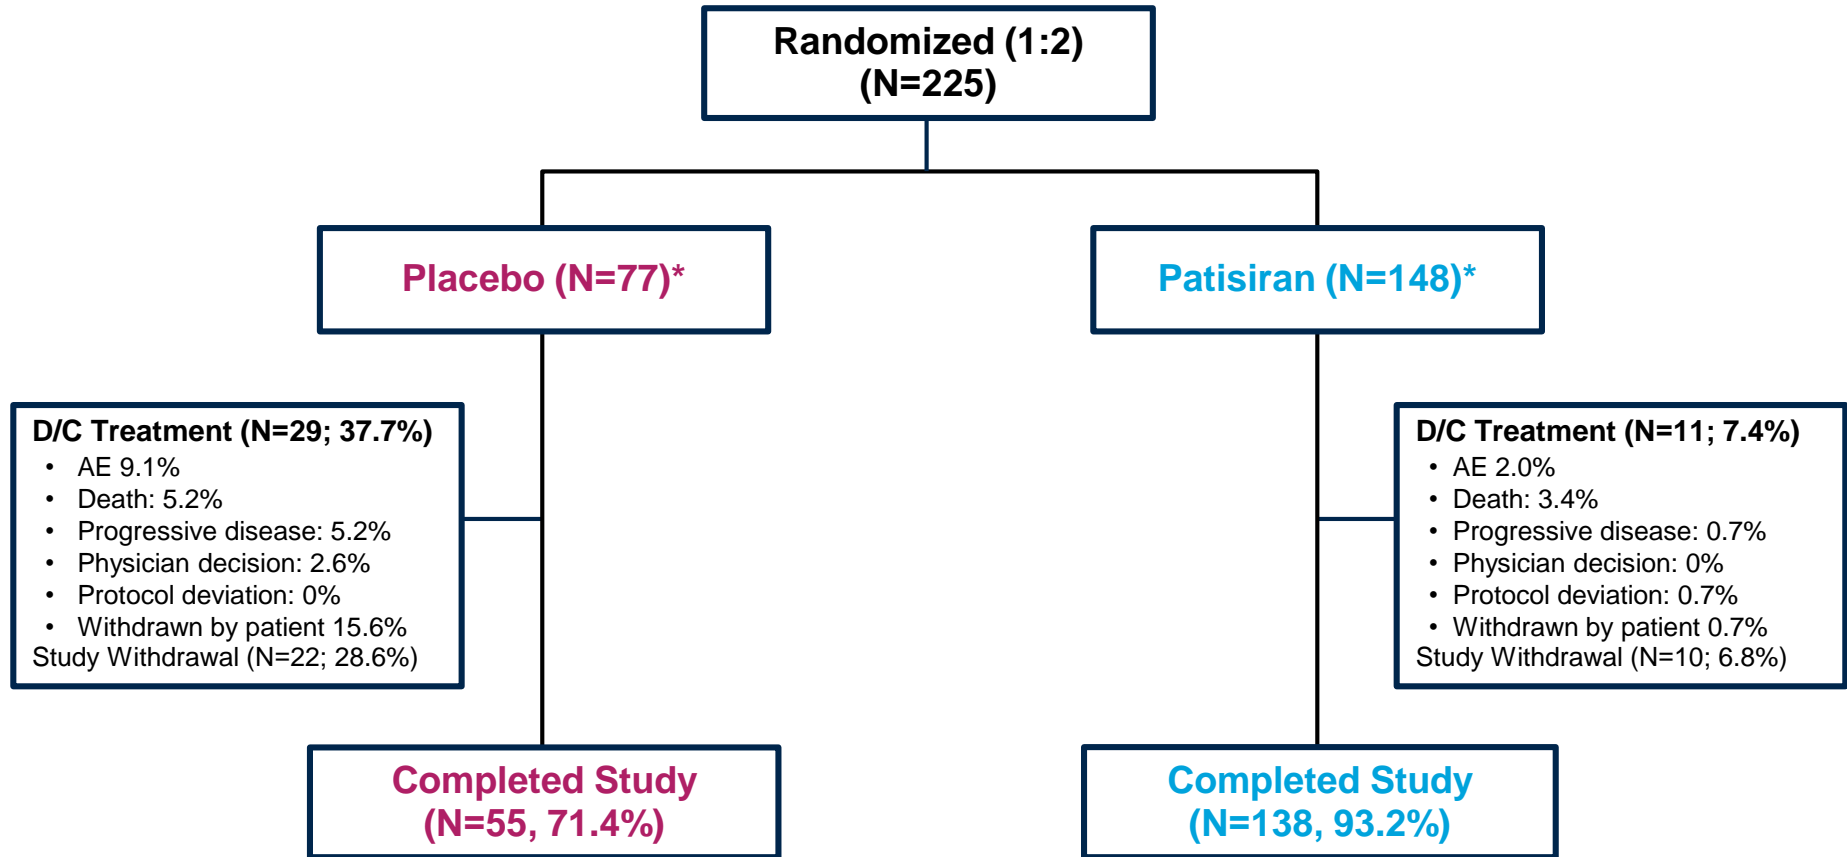 Randomized (1:2)
(N=225)
Placebo (N=77)*
Patisiran (N=148)*
D/C Treatment (N=29; 37.7%)
• AE 9.1%
• Death: 5.2%
• Progressive disease: 5.2%
• Physician decision: 2.6%
• Protocol deviation: 0%
• Withdrawn by patient 15.6%
Study Withdrawal (N=22; 28.6%)
D/C Treatment (N=11; 7.4%)
• AE 2.0%
• Death: 3.4%
• Progressive disease: 0.7%
• Physician decision: 0%
• Protocol deviation: 0.7%
• Withdrawn by patient 0.7%
Study Withdrawal (N=10; 6.8%)
Completed Study
(N=55, 71.4%)
Completed Study
(N=138, 93.2%)